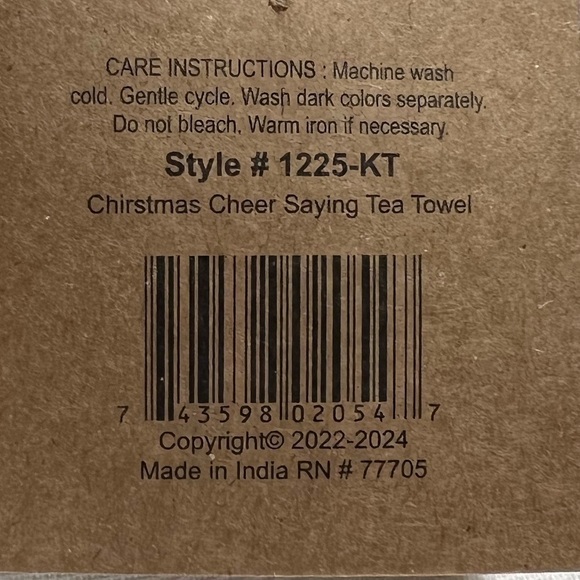 CARE INSTRUCTIONS : Machine wash
cold. Gentle cycle. Wash dark colors separately.
Do not bleach. Warm iron if necessary.
Style # 1225-KT
Chirstmas Cheer Saying Tea Towel
7 43598 02054 7
Copyright© 2022-2024
Made in India RN # 77705